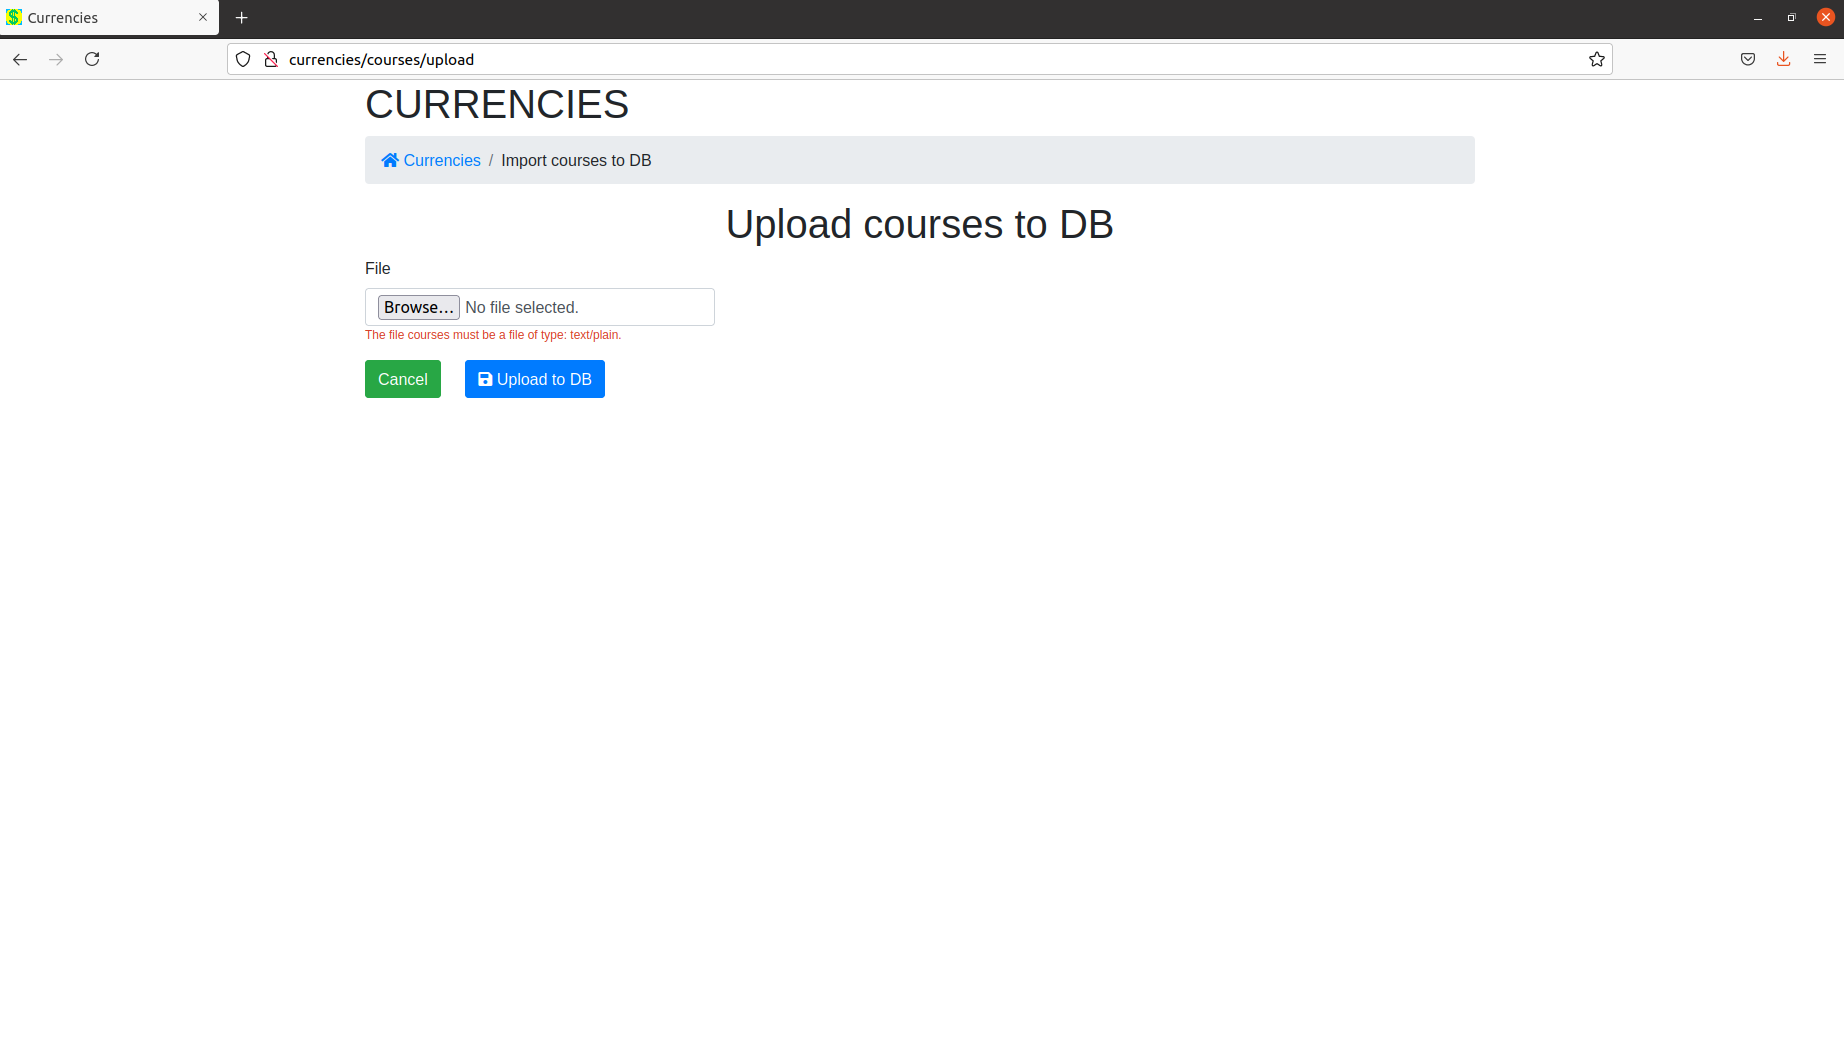 Currencies
currencies/courses/upload
CURRENCIES
Currencies / Import courses to DB
Upload courses to DB
File
Browse... No file selected.
The file courses must be a file of type: text/plain.
Cancel Upload to DB